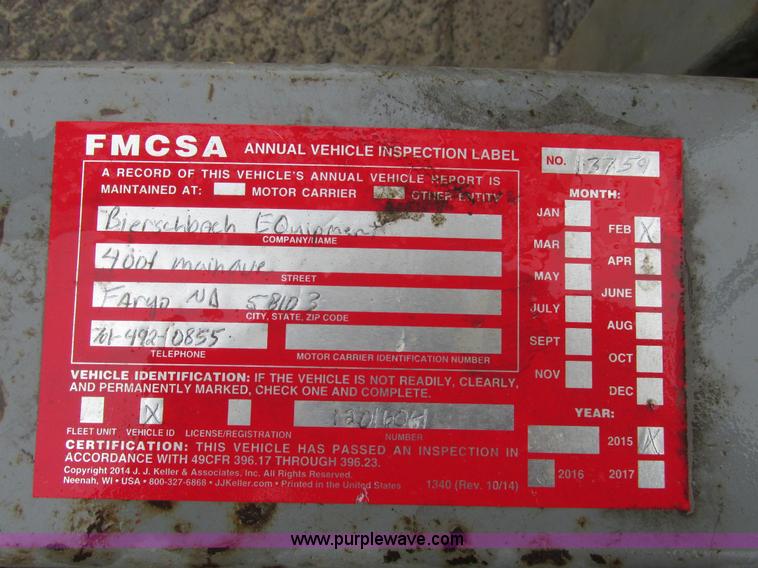 FMCSA ANNUAL VEHICLE INSPECTION LABEL NO. 13759
A RECORD OF THIS VEHICLE'S ANNUAL VEHICLE REPORT IS
MAINTAINED AT: MOTOR CARRIER OTHER ENTITY
MONTH:
JAN
FEB X
MAR
APR
MAY
JUNE
JULY
AUG
SEPT
OCT
NOV
DEC
Bierschbach EQuipment
COMPANY/NAME
4001 main ave
STREET
Fargo ND 58103
CITY, STATE, ZIP CODE
701-492-0855
TELEPHONE
MOTOR CARRIER IDENTIFICATION NUMBER
VEHICLE IDENTIFICATION: IF THE VEHICLE IS NOT READILY, CLEARLY,
AND PERMANENTLY MARKED, CHECK ONE AND COMPLETE.
X
FLEET UNIT VEHICLE ID LICENSE/REGISTRATION NUMBER
YEAR:
2015 X
2016 2017
CERTIFICATION: THIS VEHICLE HAS PASSED AN INSPECTION IN
ACCORDANCE WITH 49CFR 396.17 THROUGH 396.23.
Copyright 2014 J. J. Keller & Associates, Inc. All Rights Reserved.
Neenah, WI • USA • 800-327-6868 • JJKeller.com • Printed in the United States 1340 (Rev. 10/14)
www.purplewave.com